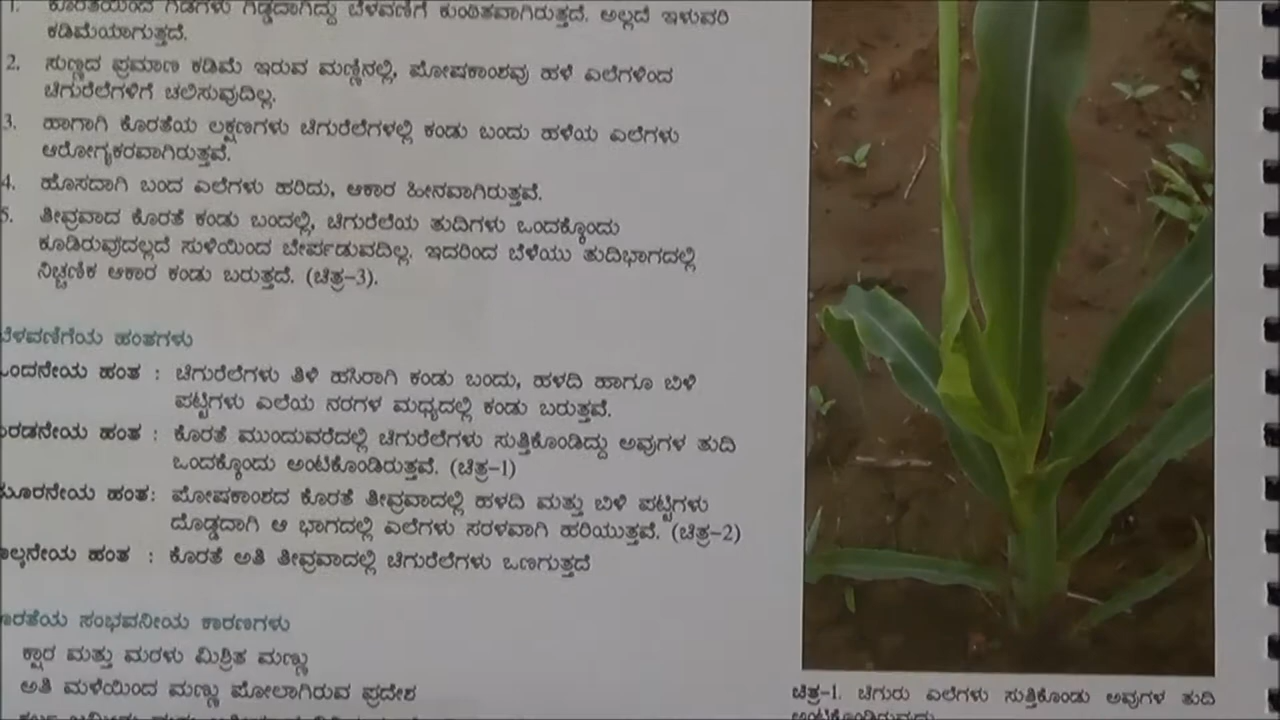 1. ಕೊರತೆಯಿಂದ ಗಿಡಗಳು ಗಿಡ್ಡದಾಗಿದ್ದು ಬೆಳವಣಿಗೆ ಕುಂಠಿತವಾಗಿರುತ್ತದೆ. ಅಲ್ಲದೆ ಇಳುವರಿ
ಕಡಿಮೆಯಾಗುತ್ತದೆ.
2. ಸುಣ್ಣದ ಪ್ರಮಾಣ ಕಡಿಮೆ ಇರುವ ಮಣ್ಣಿನಲ್ಲಿ, ಪೋಷಕಾಂಶವು ಹಳೆ ಎಲೆಗಳಿಂದ
ಚಿಗುರೆಲೆಗಳಿಗೆ ಚಲಿಸುವುದಿಲ್ಲ.
3. ಹಾಗಾಗಿ ಕೊರತೆಯ ಲಕ್ಷಣಗಳು ಚಿಗುರೆಲೆಗಳಲ್ಲಿ ಕಂಡು ಬಂದು ಹಳೆಯ ಎಲೆಗಳು
ಆರೋಗ್ಯಕರವಾಗಿರುತ್ತವೆ.
4. ಹೊಸದಾಗಿ ಬಂದ ಎಲೆಗಳು ಹರಿದು, ಆಕಾರ ಹೀನವಾಗಿರುತ್ತವೆ.
5. ತೀವ್ರವಾದ ಕೊರತೆ ಕಂಡು ಬಂದಲ್ಲಿ, ಚಿಗುರೆಲೆಯ ತುದಿಗಳು ಒಂದಕ್ಕೊಂದು
ಕೂಡಿರುವುದಲ್ಲದೆ ಸುಳಿಯಿಂದ ಬೇರ್ಪಡುವದಿಲ್ಲ. ಇದರಿಂದ ಬೆಳೆಯು ತುದಿಭಾಗದಲ್ಲಿ
ನಿಚ್ಚಣಿಕ ಆಕಾರ ಕಂಡು ಬರುತ್ತದೆ. (ಚಿತ್ರ-3).
ಬೆಳವಣಿಗೆಯ ಹಂತಗಳು
ಒಂದನೇಯ ಹಂತ : ಚಿಗುರೆಲೆಗಳು ತಿಳಿ ಹಸಿರಾಗಿ ಕಂಡು ಬಂದು, ಹಳದಿ ಹಾಗೂ ಬಿಳಿ
ಪಟ್ಟಿಗಳು ಎಲೆಯ ನರಗಳ ಮಧ್ಯದಲ್ಲಿ ಕಂಡು ಬರುತ್ತವೆ.
ಎರಡನೇಯ ಹಂತ : ಕೊರತೆ ಮುಂದುವರೆದಲ್ಲಿ ಚಿಗುರೆಲೆಗಳು ಸುತ್ತಿಕೊಂಡಿದ್ದು ಅವುಗಳ ತುದಿ
ಒಂದಕ್ಕೊಂದು ಅಂಟಿಕೊಂಡಿರುತ್ತವೆ. (ಚಿತ್ರ-1)
ಮೂರನೇಯ ಹಂತ: ಪೋಷಕಾಂಶದ ಕೊರತೆ ತೀವ್ರವಾದಲ್ಲಿ ಹಳದಿ ಮತ್ತು ಬಿಳಿ ಪಟ್ಟಿಗಳು
ದೊಡ್ಡದಾಗಿ ಆ ಭಾಗದಲ್ಲಿ ಎಲೆಗಳು ಸರಳವಾಗಿ ಹರಿಯುತ್ತವೆ. (ಚಿತ್ರ-2)
ನಾಲ್ಕನೇಯ ಹಂತ : ಕೊರತೆ ಅತಿ ತೀವ್ರವಾದಲ್ಲಿ ಚಿಗುರೆಲೆಗಳು ಒಣಗುತ್ತದೆ
ಕೊರತೆಯ ಸಂಭವನೀಯ ಕಾರಣಗಳು
ಕ್ಷಾರ ಮತ್ತು ಮರಳು ಮಿಶ್ರಿತ ಮಣ್ಣು
ಅತಿ ಮಳೆಯಿಂದ ಮಣ್ಣು ಪೋಲಾಗಿರುವ ಪ್ರದೇಶ
ಚಿತ್ರ-1. ಚಿಗುರು ಎಲೆಗಳು ಸುತ್ತಿಕೊಂಡು ಅವುಗಳ ತುದಿ
ಅಂಟಿಕೊಂಡಿರುವುದು